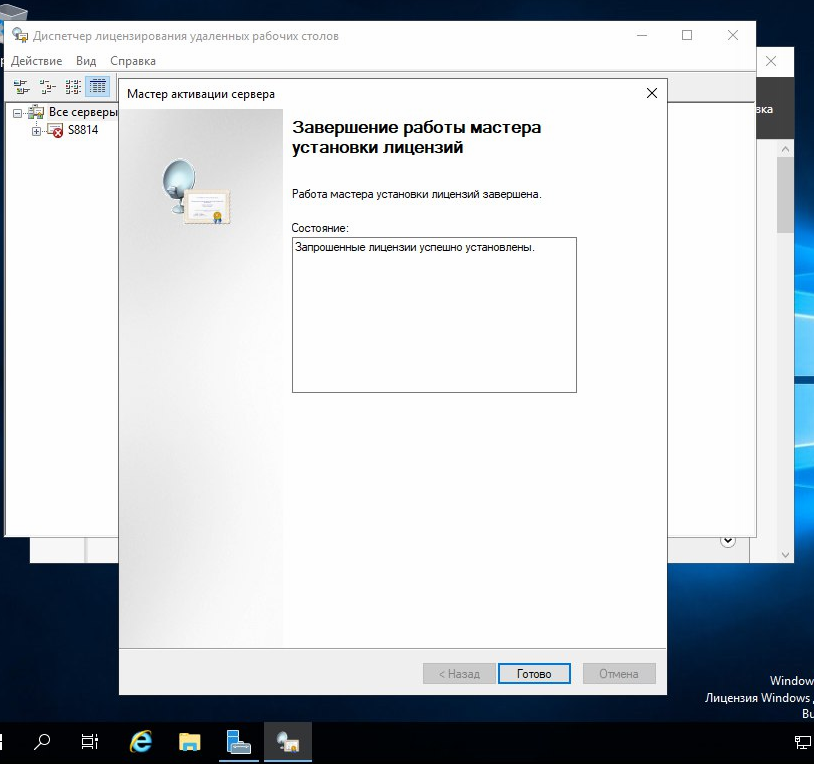 Диспетчер лицензирования удаленных рабочих столов
Действие Вид Справка
Все серверы
S8814
Мастер активации сервера
Завершение работы мастера
установки лицензий
Работа мастера установки лицензий завершена.
Состояние:
Запрошенные лицензии успешно установлены.
< Назад Готово Отмена
вка
Window
Лицензия Windows
Bu